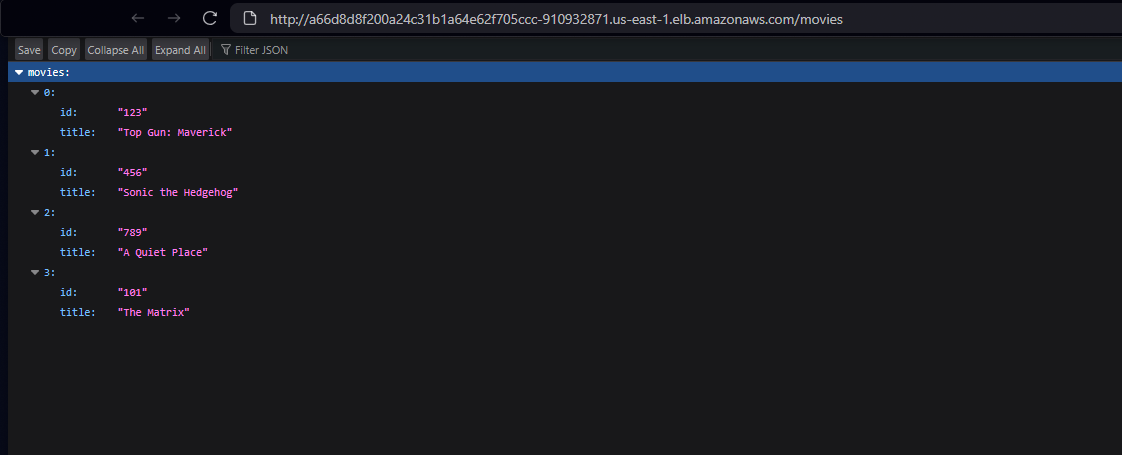 http://a66d8d8f200a24c31b1a64e62f705ccc-910932871.us-east-1.elb.amazonaws.com/movies
Save Copy Collapse All Expand All Filter JSON
movies:
0:
id: "123"
title: "Top Gun: Maverick"
1:
id: "456"
title: "Sonic the Hedgehog"
2:
id: "789"
title: "A Quiet Place"
3:
id: "101"
title: "The Matrix"